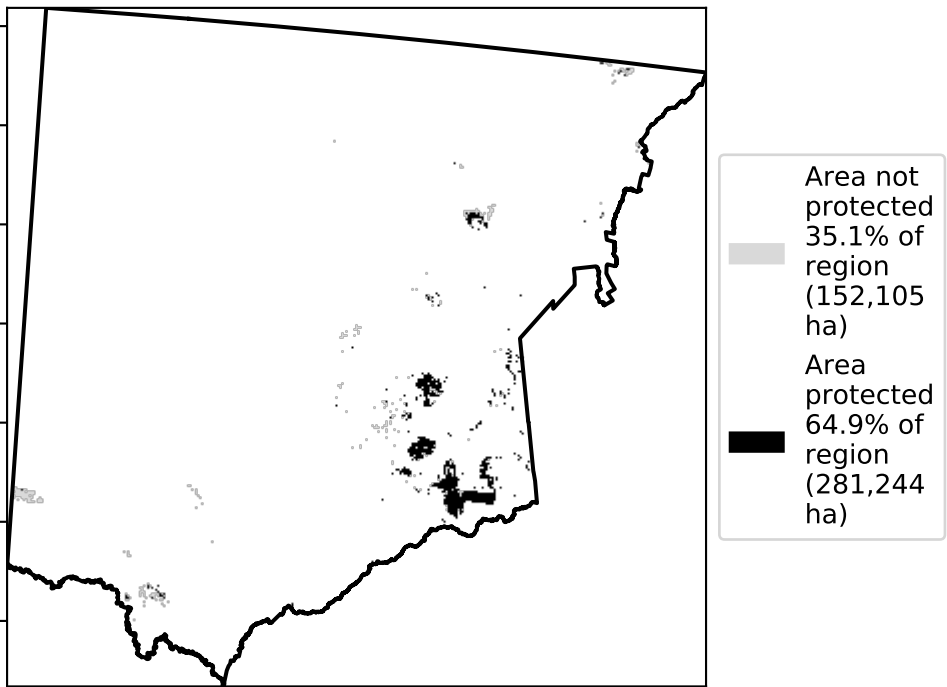 Area not
protected
35.1% of
region
(152,105
ha)
Area
protected
64.9% of
region
(281,244
ha)